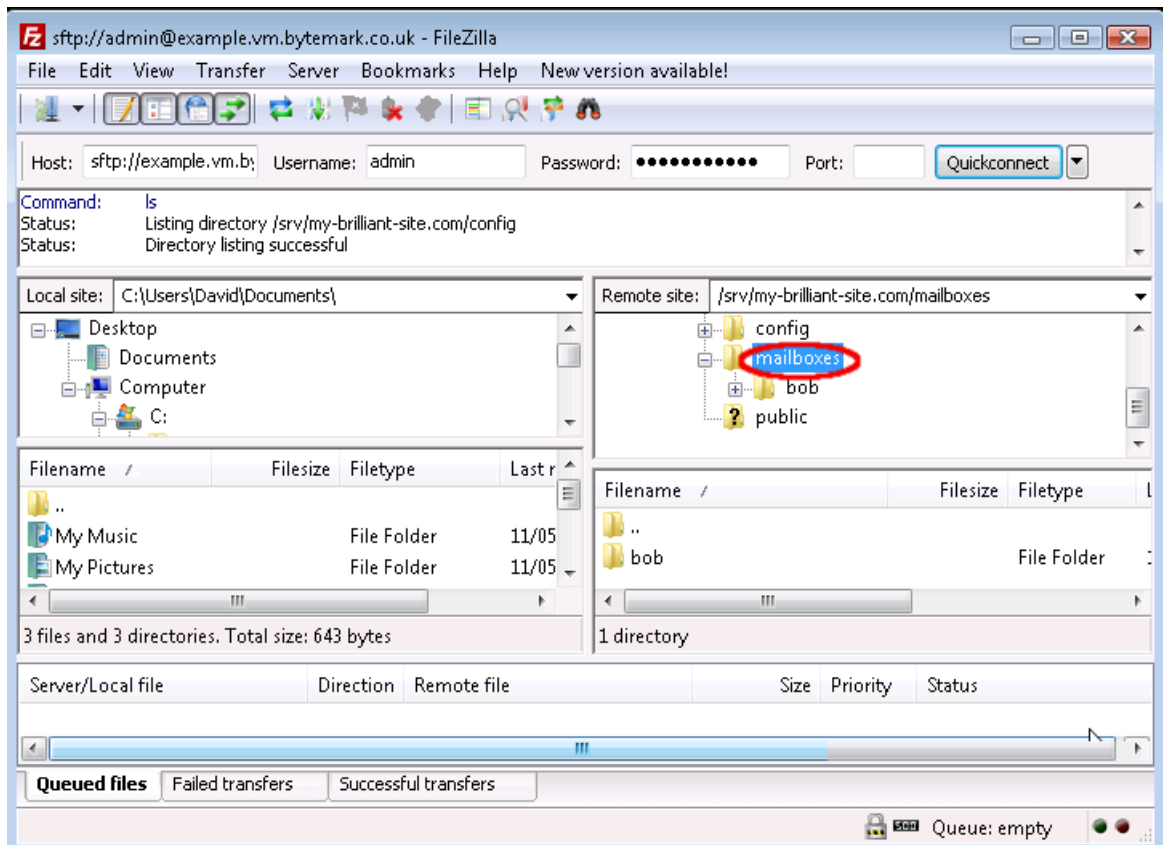 sftp://admin@example.vm.bytemark.co.uk - FileZilla
File Edit View Transfer Server Bookmarks Help New version available!
Host: sftp://example.vm.by Username: admin Password: ●●●●●●●●●●● Port: Quickconnect
Command: ls
Status: Listing directory /srv/my-brilliant-site.com/config
Status: Directory listing successful
Local site: C:\Users\David\Documents\
Desktop
Documents
Computer
C:
Remote site: /srv/my-brilliant-site.com/mailboxes
config
mailboxes
bob
? public
Filename / Filesize Filetype Last r
..
My Music File Folder 11/05
My Pictures File Folder 11/05
3 files and 3 directories. Total size: 643 bytes
Filename / Filesize Filetype L
..
bob File Folder
1 directory
Server/Local file Direction Remote file Size Priority Status
Queued files Failed transfers Successful transfers
Queue: empty